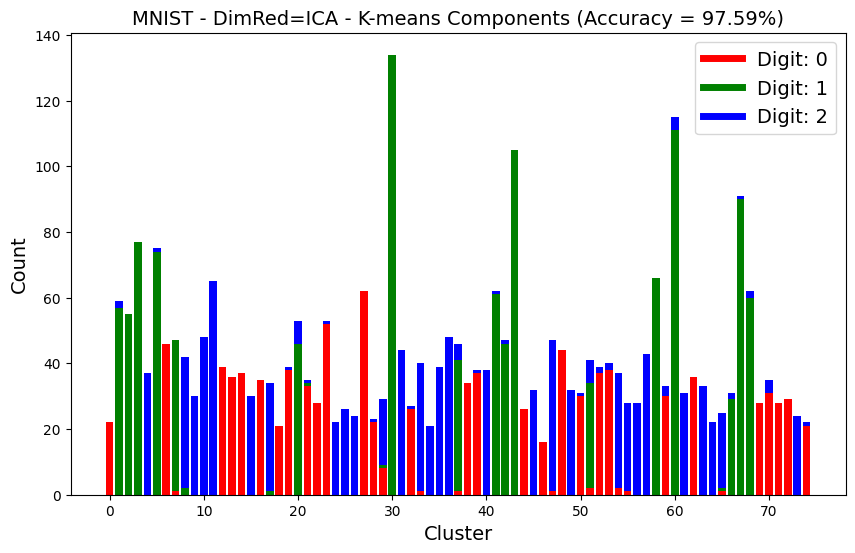 MNIST - DimRed=ICA - K-means Components (Accuracy = 97.59%)
140
120
100
80
60
40
20
0
Count
Digit: 0
Digit: 1
Digit: 2
0 10 20 30 40 50 60 70
Cluster